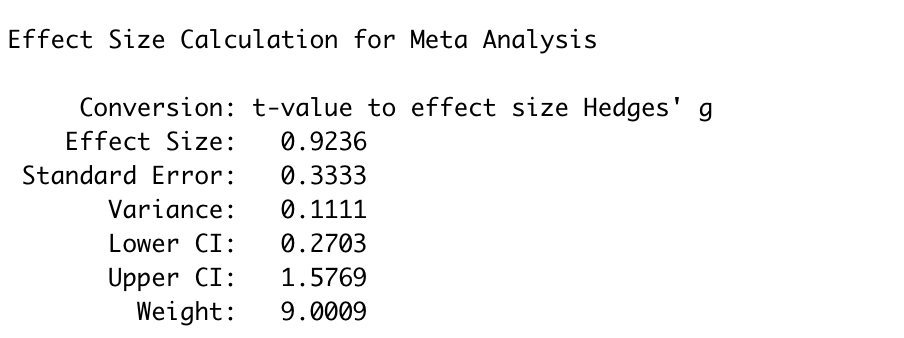 Effect Size Calculation for Meta Analysis
Conversion: t-value to effect size Hedges' g
Effect Size: 0.9236
Standard Error: 0.3333
Variance: 0.1111
Lower CI: 0.2703
Upper CI: 1.5769
Weight: 9.0009